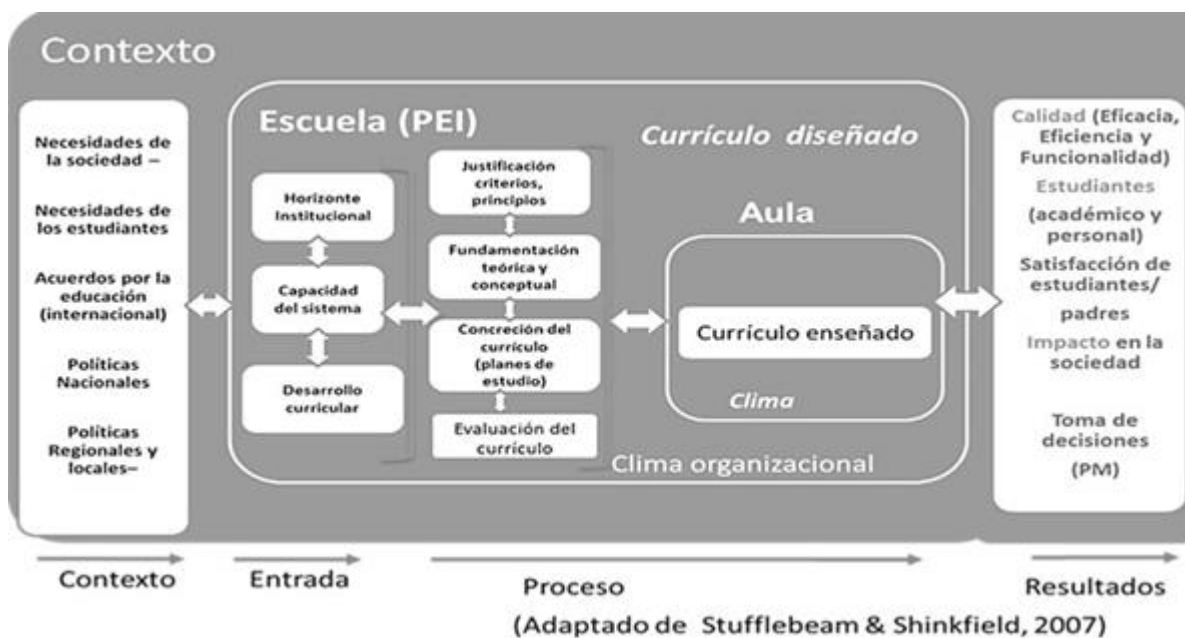 Contexto
Necesidades de
la sociedad –
Necesidades de
los estudiantes
Acuerdos por la
educación
(internacional)
Políticas
Nacionales
Políticas
Regionales y
locales–
Escuela (PEI)
Horizonte
Institucional
Capacidad
del sistema
Desarrollo
curricular
Justificación
criterios,
principios
Fundamentación
teórica y
conceptual
Concreción del
currículo
(planes de
estudio)
Evaluación del
currículo
Currículo diseñado
Aula
Currículo enseñado
Clima
Clima organizacional
Calidad (Eficacia,
Eficiencia y
Funcionalidad)
Estudiantes
(académico y
personal)
Satisfacción de
estudiantes/
padres
Impacto en la
sociedad
Toma de
decisiones
(PM)
Contexto
Entrada
Proceso
Resultados
(Adaptado de Stufflebeam & Shinkfield, 2007)